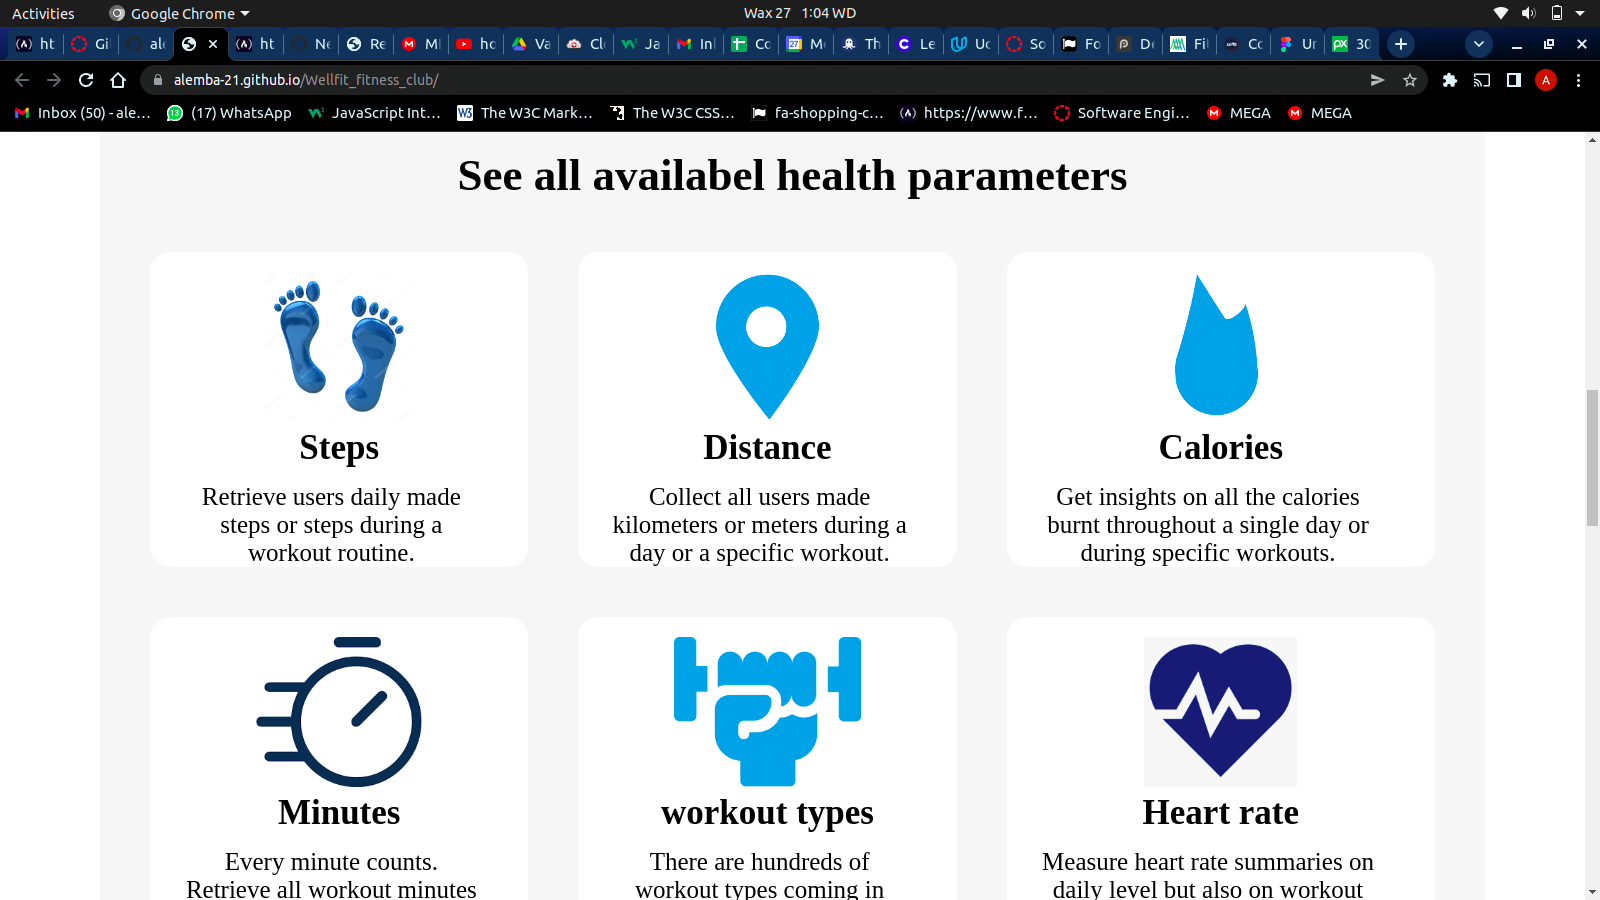 Activities
Google Chrome
Wax 27 1:04 WD
ht
Gi
ale
ht
Ne
Re
MI
ho
Va
Cl
Ja
In
Co
Me
Th
Le
Uc
So
Fo
De
Fi
Co
Ur
30
alemba-21.github.io/Wellfit_fitness_club/
A
Inbox (50) - ale...
(17) WhatsApp
JavaScript Int...
The W3C Mark...
The W3C CSS...
fa-shopping-c...
https://www.f...
Software Engi...
MEGA
MEGA
See all availabel health parameters
Steps
Retrieve users daily made
steps or steps during a
workout routine.
Distance
Collect all users made
kilometers or meters during a
day or a specific workout.
Calories
Get insights on all the calories
burnt throughout a single day or
during specific workouts.
Minutes
Every minute counts.
Retrieve all workout minutes
workout types
There are hundreds of
workout types coming in
Heart rate
Measure heart rate summaries on
daily level but also on workout